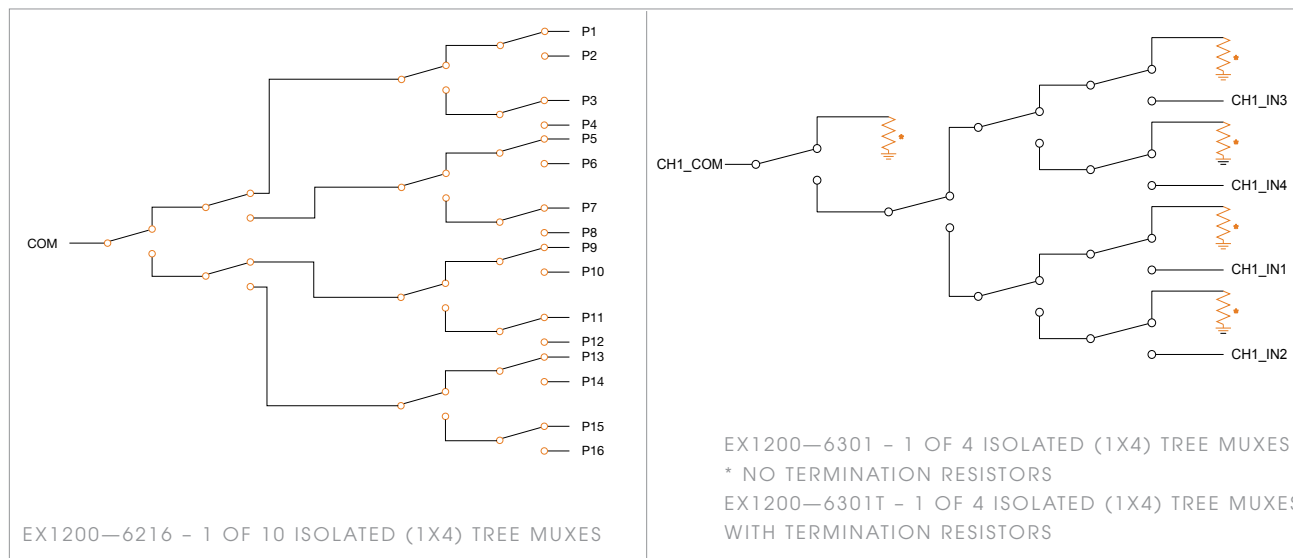 P1
P2
P3
P4
P5
P6
P7
P8
COM
P9
P10
P11
P12
P13
P14
P15
P16
EX1200—6216 – 1 OF 10 ISOLATED (1X4) TREE MUXES
*
CH1_IN3
*
*
CH1_COM
CH1_IN4
*
CH1_IN1
*
CH1_IN2
EX1200—6301 – 1 OF 4 ISOLATED (1X4) TREE MUXES
* NO TERMINATION RESISTORS
EX1200—6301T – 1 OF 4 ISOLATED (1X4) TREE MUXES
WITH TERMINATION RESISTORS